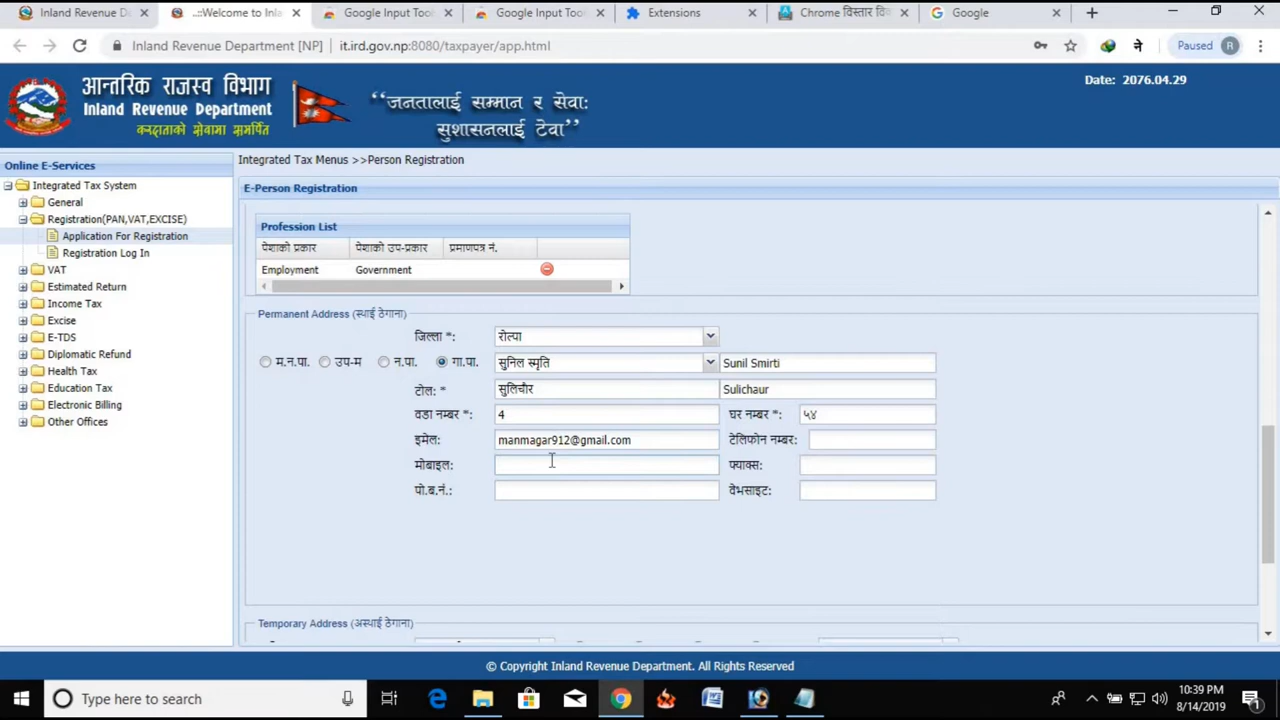 Inland Revenue D
..::Welcome to Inla
Google Input Too
Google Input Too
Extensions
Chrome विस्तार वि
Google
Inland Revenue Department [NP]
it.ird.gov.np:8080/taxpayer/app.html
ने
Paused
R
आन्तरिक राजस्व विभाग
Inland Revenue Department
करदाताको सेवामा समर्पित
‘‘जनतालाई सम्मान र सेवा:
सुशासनलाई टेवा’’
Date: 2076.04.29
Online E-Services
Integrated Tax System
General
Registration(PAN,VAT,EXCISE)
Application For Registration
Registration Log In
VAT
Estimated Return
Income Tax
Excise
E-TDS
Diplomatic Refund
Health Tax
Education Tax
Electronic Billing
Other Offices
Integrated Tax Menus >>Person Registration
E-Person Registration
Profession List
पेशाको प्रकार पेशाको उप-प्रकार प्रमाणपत्र नं.
Employment Government
Permanent Address (स्थाई ठेगाना)
जिल्ला *: रोल्पा
म.न.पा. उप-म न.पा. गा.पा. सुनिल स्मृति Sunil Smirti
टोल: * सुलिचौर Sulichaur
वडा नम्बर *: 4 घर नम्बर *: ५४
इमेल: manmagar912@gmail.com टेलिफोन नम्बर:
मोबाइल: फ्याक्स:
पो.ब.नं.: वेभसाइट:
Temporary Address (अस्थाई ठेगाना)
© Copyright Inland Revenue Department. All Rights Reserved
Type here to search
10:39 PM
8/14/2019
1